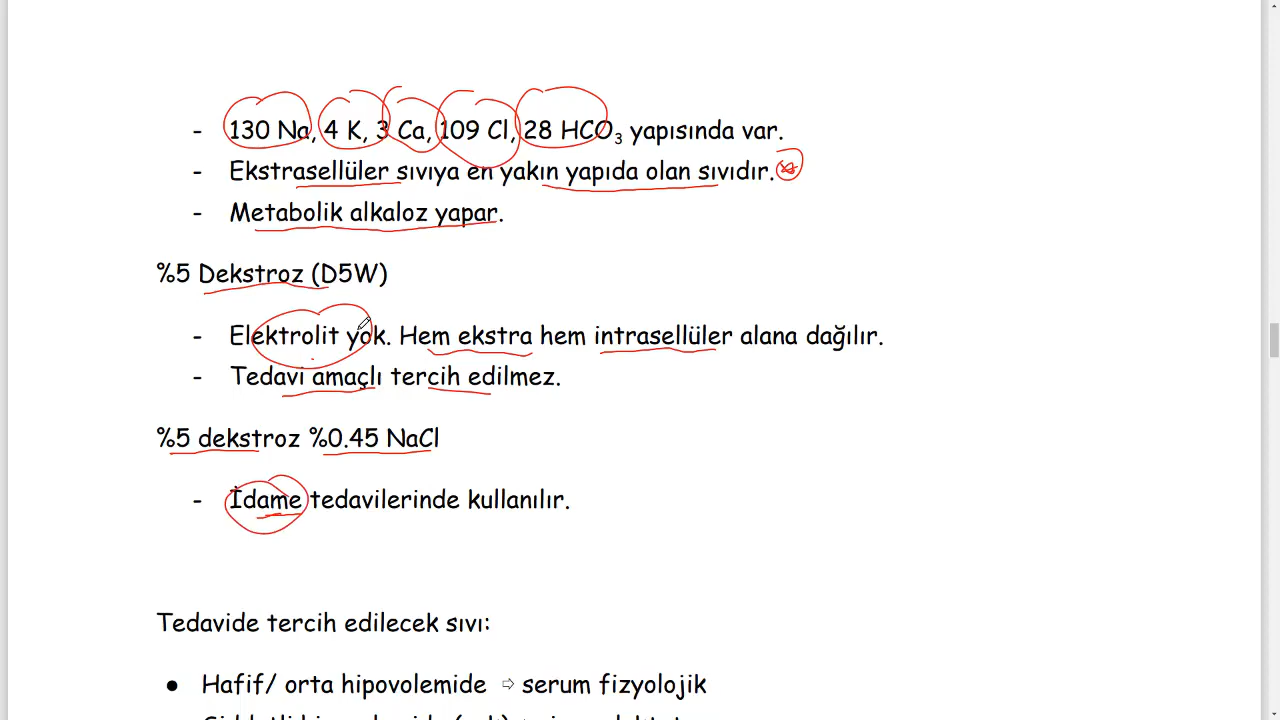 - 130 Na, 4 K, 3 Ca, 109 Cl, 28 HCO₃ yapısında var.
- Ekstrasellüler sıvıya en yakın yapıda olan sıvıdır.
- Metabolik alkaloz yapar.
%5 Dekstroz (D5W)
- Elektrolit yok. Hem ekstra hem intrasellüler alana dağılır.
- Tedavi amaçlı tercih edilmez.
%5 dekstroz %0.45 NaCl
- İdame tedavilerinde kullanılır.
Tedavide tercih edilecek sıvı:
● Hafif/ orta hipovolemide ⇨ serum fizyolojik